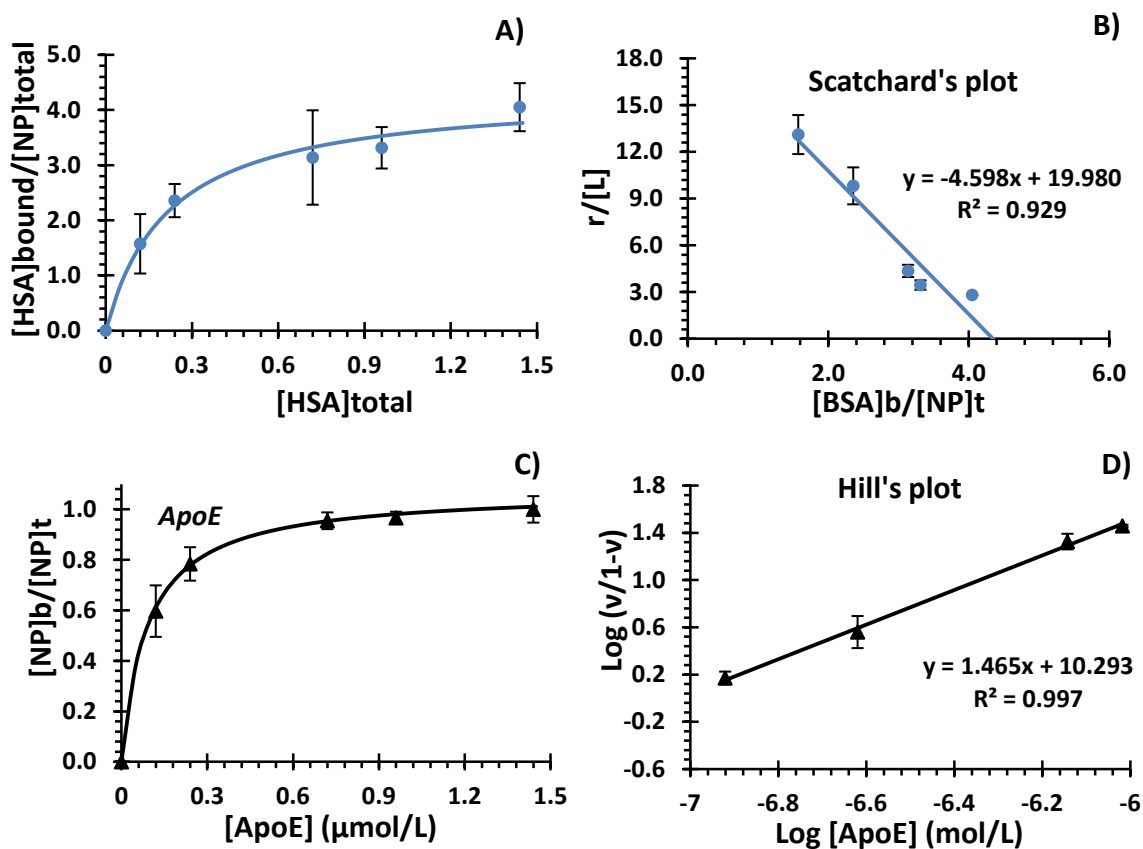 A)
[HSA]bound/[NP]total
5.0
4.0
3.0
2.0
1.0
0.0
0
0.3
0.6
0.9
1.2
1.5
[HSA]total
B)
Scatchard's plot
r/[L]
18.0
15.0
12.0
9.0
6.0
3.0
0.0
y = -4.598x + 19.980
R² = 0.929
0.0
2.0
4.0
6.0
[BSA]b/[NP]t
C)
ApoE
[NP]b/[NP]t
1.0
0.8
0.6
0.4
0.2
0.0
0
0.3
0.6
0.9
1.2
1.5
[ApoE] (μmol/L)
D)
Hill's plot
Log (ν/1-ν)
1.8
1.4
1.0
0.6
0.2
-0.2
-0.6
y = 1.465x + 10.293
R² = 0.997
-7
-6.8
-6.6
-6.4
-6.2
-6
Log [ApoE] (mol/L)